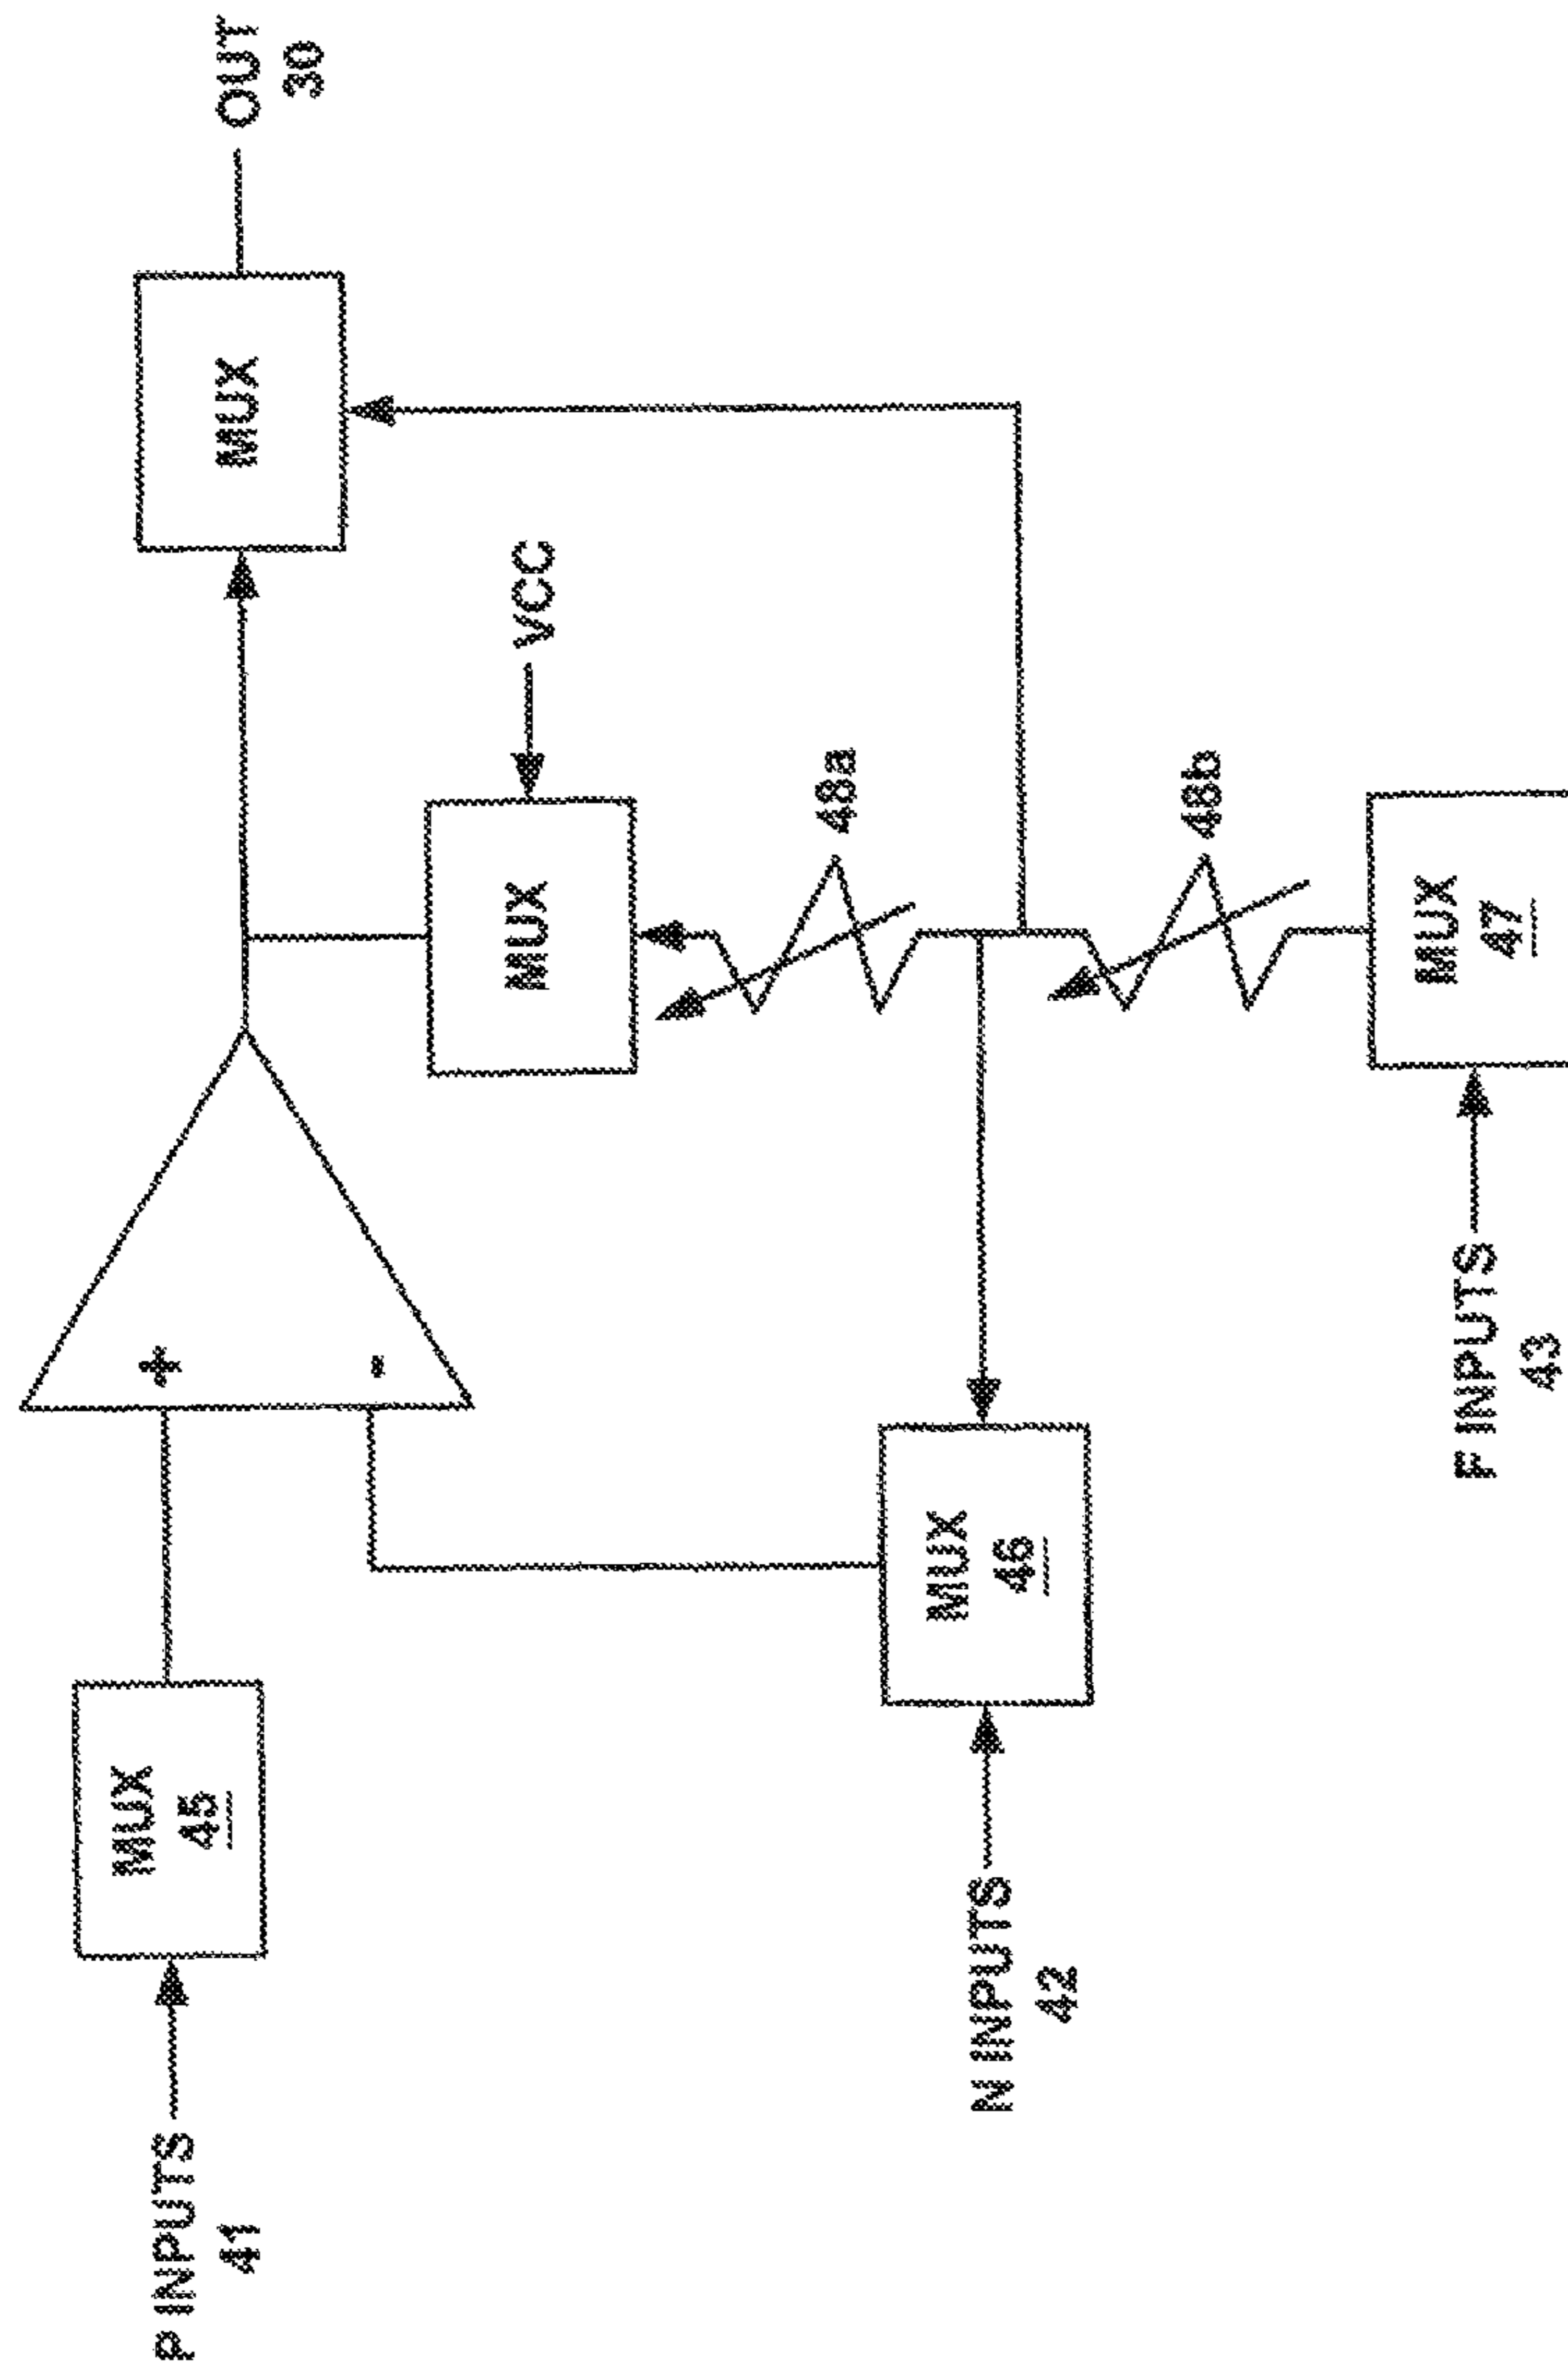 P INPUTS
41
MUX
45
+
-
MUX
OUT
30
MUX
VCC
48a
N INPUTS
42
MUX
46
48b
F INPUTS
43
MUX
47